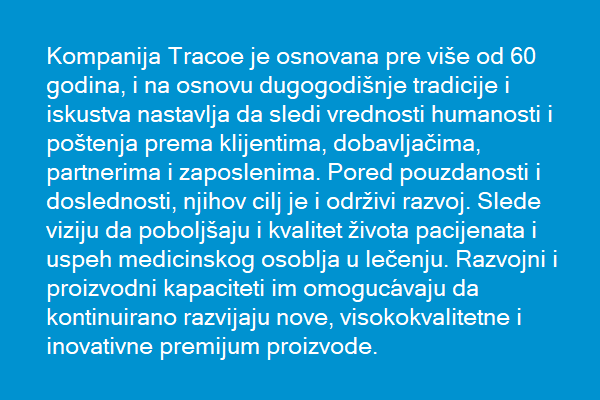 Kompanija Tracoe je osnovana pre više od 60
godina, i na osnovu dugogodišnje tradicije i
iskustva nastavlja da sledi vrednosti humanosti i
poštenja prema klijentima, dobavljačima,
partnerima i zaposlenima. Pored pouzdanosti i
doslednosti, njihov cilj je i održivi razvoj. Slede
viziju da poboljšaju i kvalitet života pacijenata i
uspeh medicinskog osoblja u lečenju. Razvojni i
proizvodni kapaciteti im omogucávaju da
kontinuirano razvijaju nove, visokokvalitetne i
inovativne premijum proizvode.